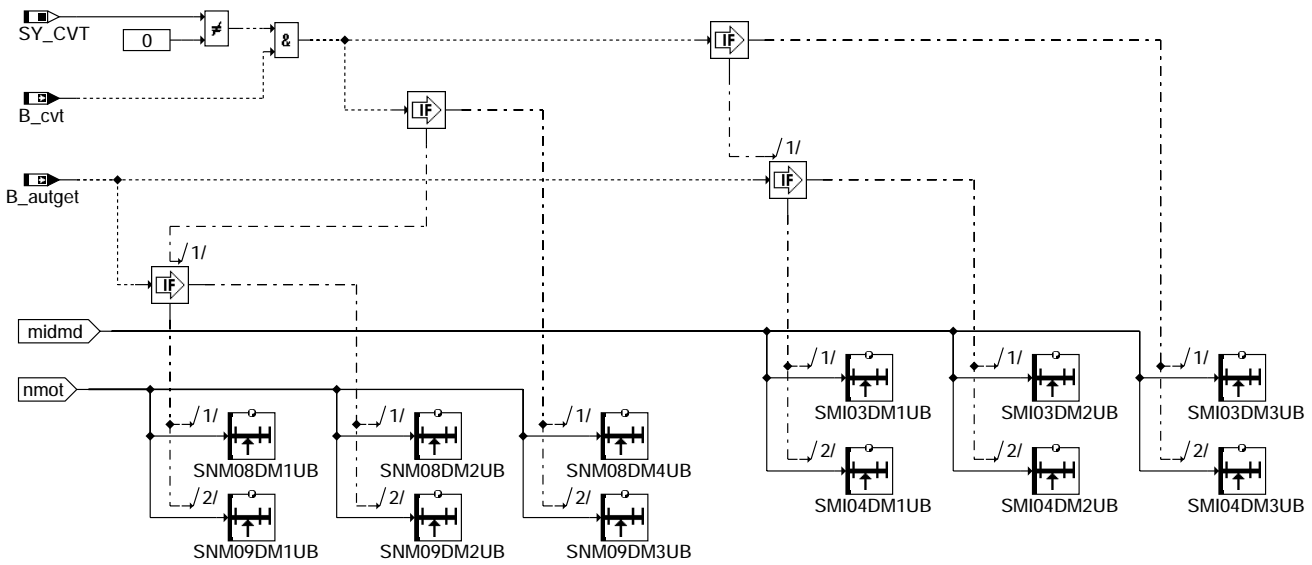 SY_CVT
≠
0
&
IF
B_cvt
IF
/1/
B_autget
IF
/1/
IF
midmd
/1/ /1/ /1/
nmot
SMI03DM1UB SMI03DM2UB SMI03DM3UB
/1/ /1/ /1/
/2/ /2/ /2/
SNM08DM1UB SNM08DM2UB SNM08DM4UB
/2/ /2/ /2/
SMI04DM1UB SMI04DM2UB SMI04DM3UB
SNM09DM1UB SNM09DM2UB SNM09DM3UB